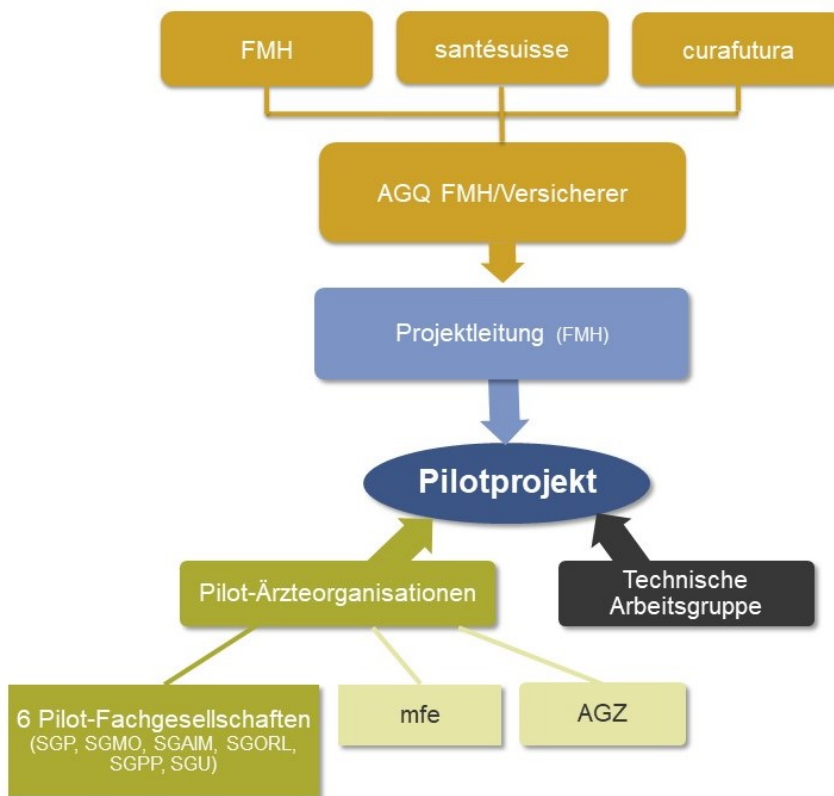 FMH
santésuisse
curafutura
AGQ FMH/Versicherer
Projektleitung (FMH)
Pilotprojekt
Pilot-Ärzteorganisationen
Technische
Arbeitsgruppe
6 Pilot-Fachgesellschaften
(SGP, SGMO, SGAIM, SGORL,
SGPP, SGU)
mfe
AGZ